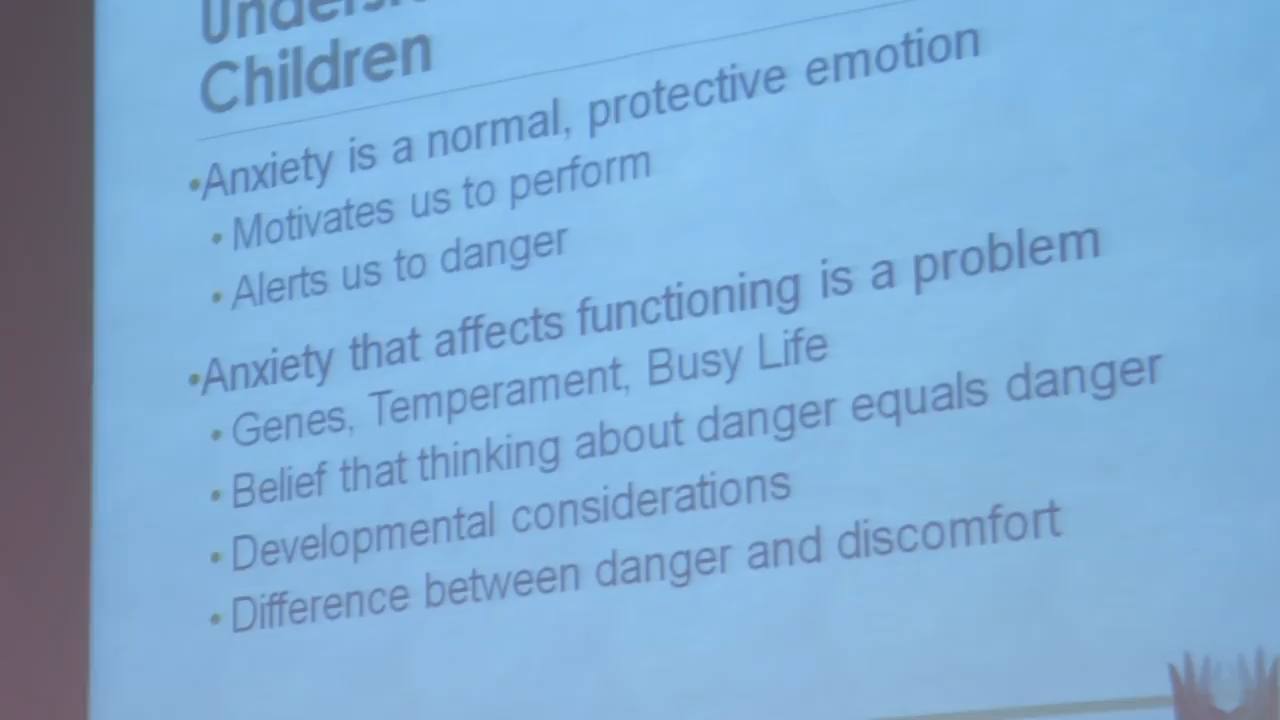 Children
•Anxiety is a normal, protective emotion
• Motivates us to perform
• Alerts us to danger
•Anxiety that affects functioning is a problem
• Genes, Temperament, Busy Life
• Belief that thinking about danger equals danger
• Developmental considerations
• Difference between danger and discomfort